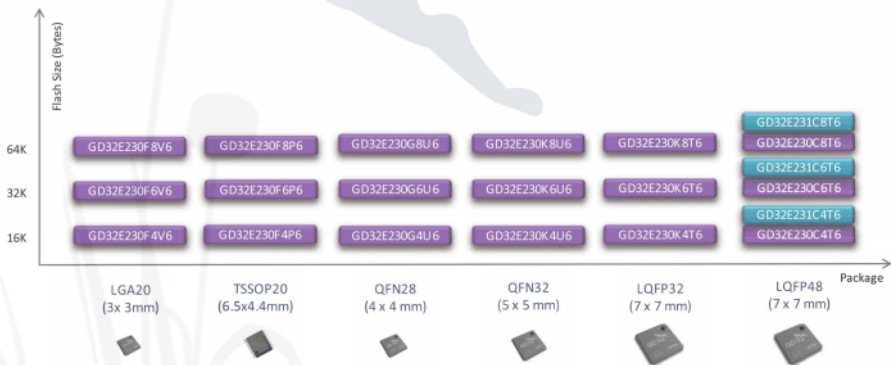 Flash Size (Bytes)
GD32E231C8T6
64K GD32E230F8V6 GD32E230F8P6 GD32E230G8U6 GD32E230K8U6 GD32E230K8T6 GD32E230C8T6
GD32E231C6T6
32K GD32E230F6V6 GD32E230F6P6 GD32E230G6U6 GD32E230K6U6 GD32E230K6T6 GD32E230C6T6
GD32E231C4T6
16K GD32E230F4V6 GD32E230F4P6 GD32E230G4U6 GD32E230K4U6 GD32E230K4T6 GD32E230C4T6
Package
LGA20 TSSOP20 QFN28 QFN32 LQFP32 LQFP48
(3x 3mm) (6.5x4.4mm) (4 x 4 mm) (5 x 5 mm) (7 x 7 mm) (7 x 7 mm)